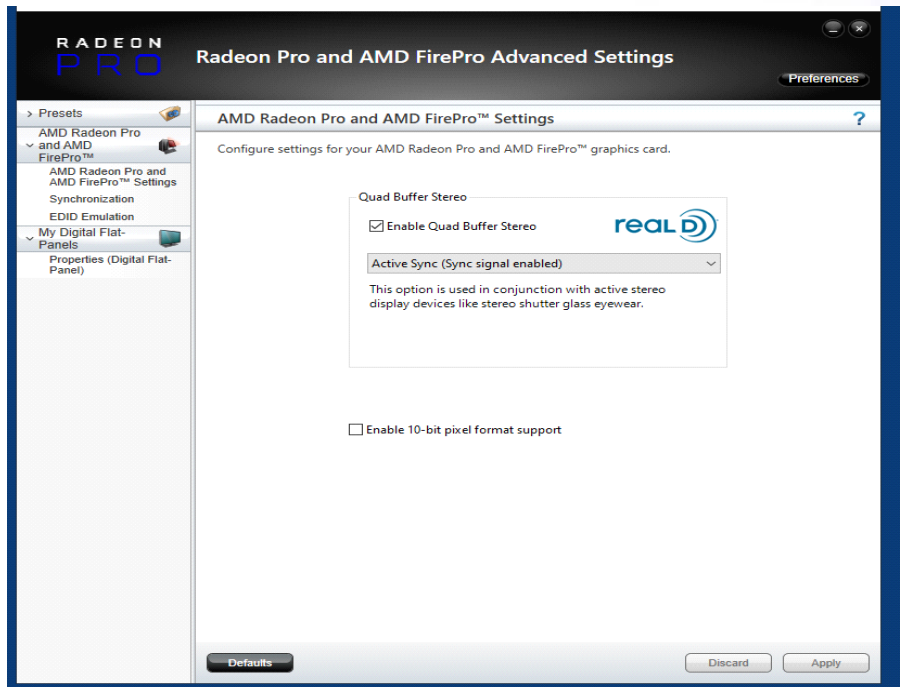 RADEON
PRO
Radeon Pro and AMD FirePro Advanced Settings
Preferences
Presets
AMD Radeon Pro
and AMD
FirePro™
AMD Radeon Pro and
AMD FirePro™ Settings
Synchronization
EDID Emulation
My Digital Flat-
Panels
Properties (Digital Flat-
Panel)
AMD Radeon Pro and AMD FirePro™ Settings
?
Configure settings for your AMD Radeon Pro and AMD FirePro™ graphics card.
Quad Buffer Stereo
Enable Quad Buffer Stereo
REAL D
Active Sync (Sync signal enabled)
This option is used in conjunction with active stereo
display devices like stereo shutter glass eyewear.
Enable 10-bit pixel format support
Defaults
Discard
Apply